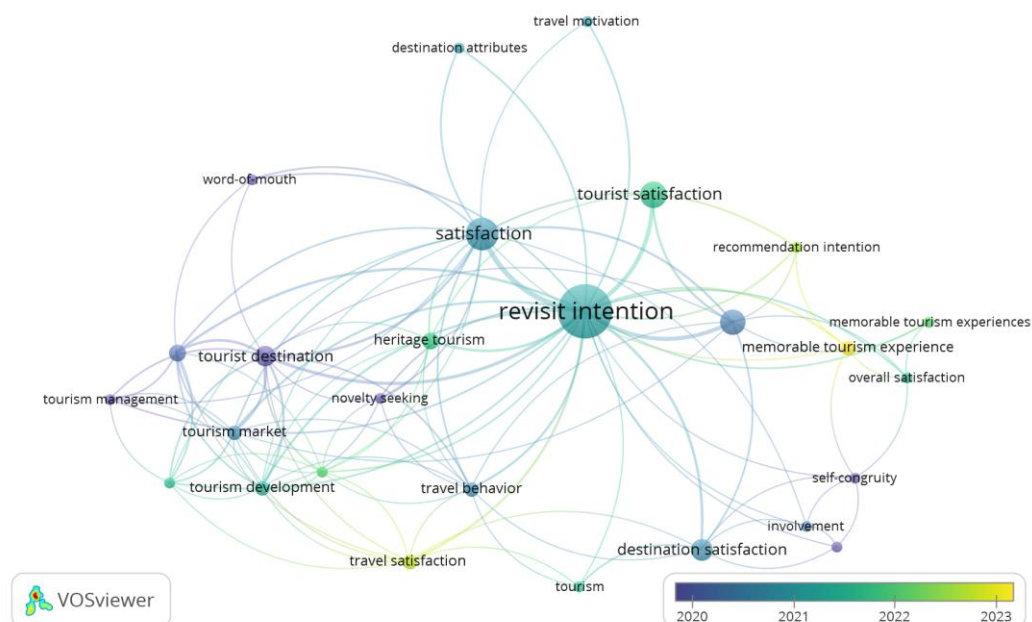 travel motivation
destination attributes
word-of-mouth
tourist satisfaction
satisfaction
recommendation intention
revisit intention
memorable tourism experiences
heritage tourism
memorable tourism experience
tourist destination
overall satisfaction
tourism management
novelty seeking
tourism market
self-congruity
tourism development
travel behavior
involvement
destination satisfaction
travel satisfaction
tourism
VOSviewer
2020 2021 2022 2023